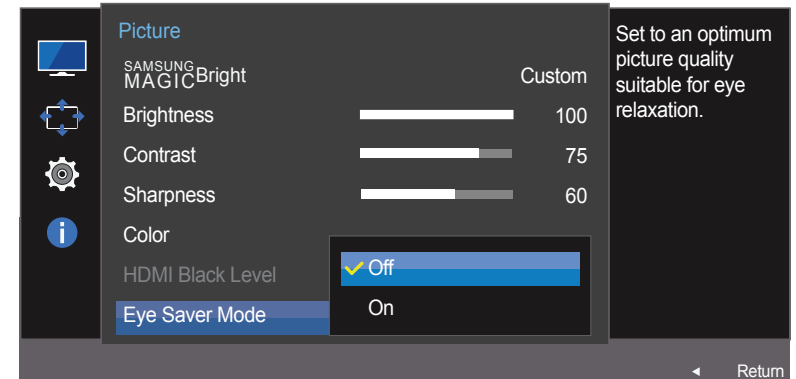 Picture
SAMSUNG
MAGICBright Custom
Brightness 100
Contrast 75
Sharpness 60
Color
HDMI Black Level
Eye Saver Mode
Off
On
Set to an optimum
picture quality
suitable for eye
relaxation.
Return